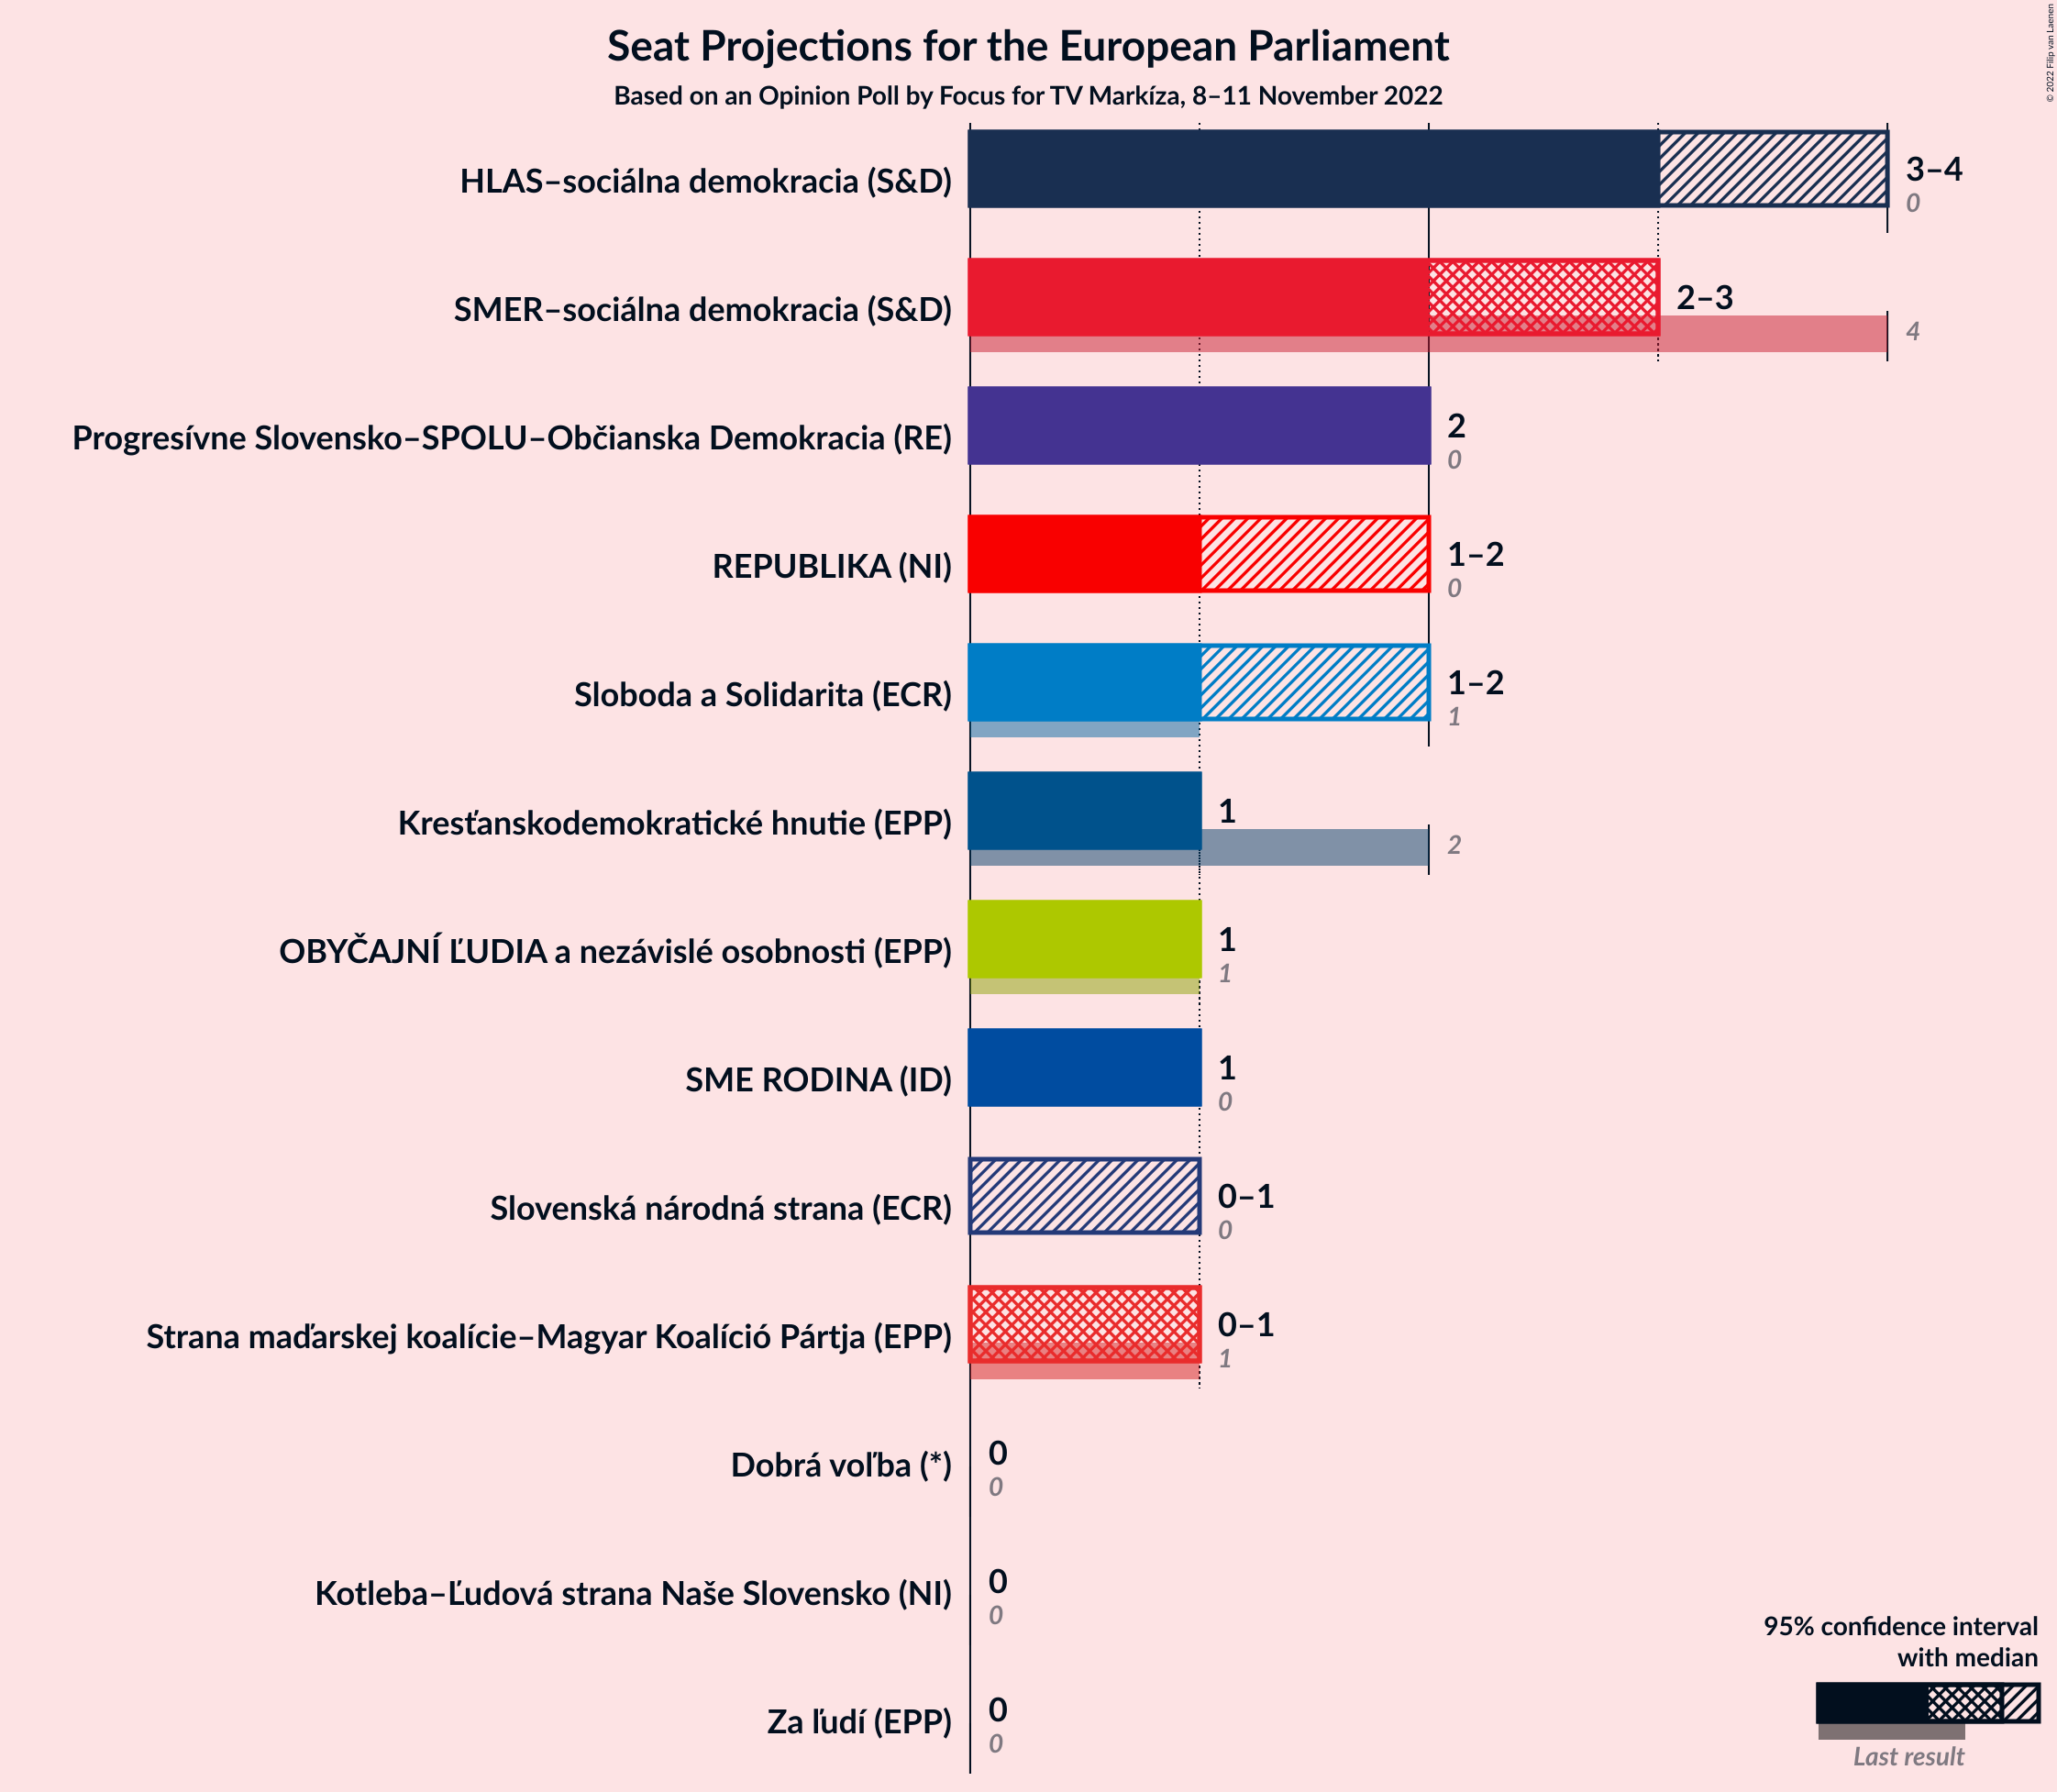 Seat Projections for the European Parliament
Based on an Opinion Poll by Focus for TV Markíza, 8–11 November 2022
© 2022 Filip van Laenen
HLAS–sociálna demokracia (S&D)
3–4
0
SMER–sociálna demokracia (S&D)
2–3
4
Progresívne Slovensko–SPOLU–Občianska Demokracia (RE)
2
0
REPUBLIKA (NI)
1–2
0
Sloboda a Solidarita (ECR)
1–2
1
Kresťanskodemokratické hnutie (EPP)
1
2
OBYČAJNÍ ĽUDIA a nezávislé osobnosti (EPP)
1
1
SME RODINA (ID)
1
0
Slovenská národná strana (ECR)
0–1
0
Strana maďarskej koalície–Magyar Koalíció Pártja (EPP)
0–1
1
Dobrá voľba (*)
0
0
Kotleba–Ľudová strana Naše Slovensko (NI)
0
0
Za ľudí (EPP)
0
0
95% confidence interval
with median
Last result